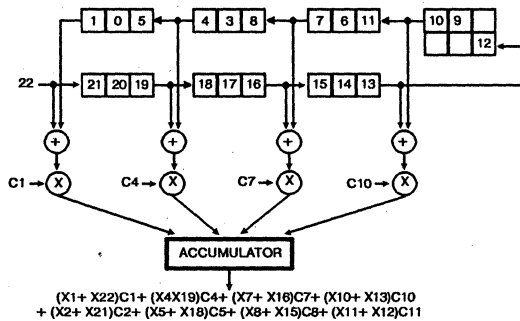 1 0 5 4 3 8 7 6 11 10 9
12
22 21 20 19 18 17 16 15 14 13
+ + + +
C1 X C4 X C7 X C10 X
ACCUMULATOR
(X1+ X22)C1+ (X4X19)C4+ (X7+ X16)C7+ (X10+ X13)C10
+ (X2+ X21)C2+ (X5+ X18)C5+ (X8+ X15)C8+ (X11+ X12)C11